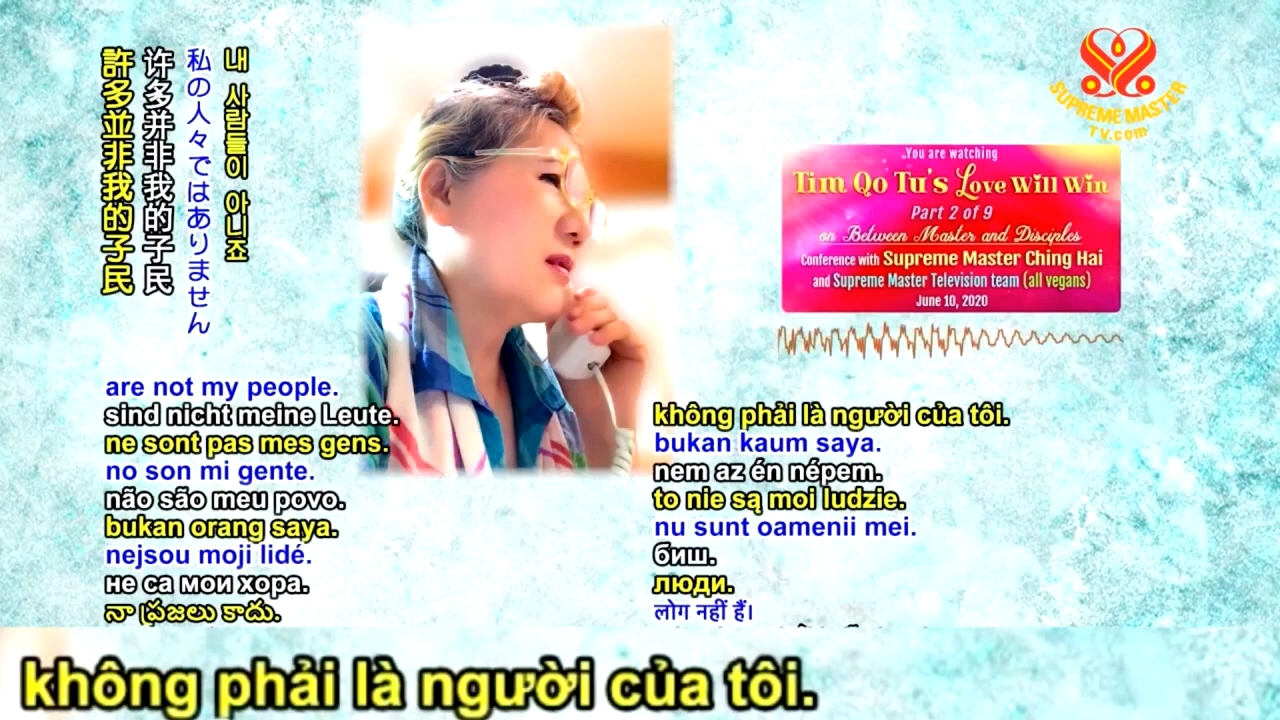 許多並非我的子民
许多并非我的子民
私の人々ではありません
내 사람들이 아니죠
SUPREME MASTER
TV.com
You are watching
Tim Qo Tu's Love Will Win
Part 2 of 9
on Between Master and Disciples
Conference with Supreme Master Ching Hai
and Supreme Master Television team (all vegans)
June 10, 2020
are not my people.
sind nicht meine Leute.
ne sont pas mes gens.
no son mi gente.
não são meu povo.
bukan orang saya.
nejsou moji lidé.
не са мои хора.
నా ప్రజలు కాదు.
không phải là người của tôi.
bukan kaum saya.
nem az én népem.
to nie są moi ludzie.
nu sunt oamenii mei.
биш.
люди.
लोग नहीं हैं।
không phải là người của tôi.